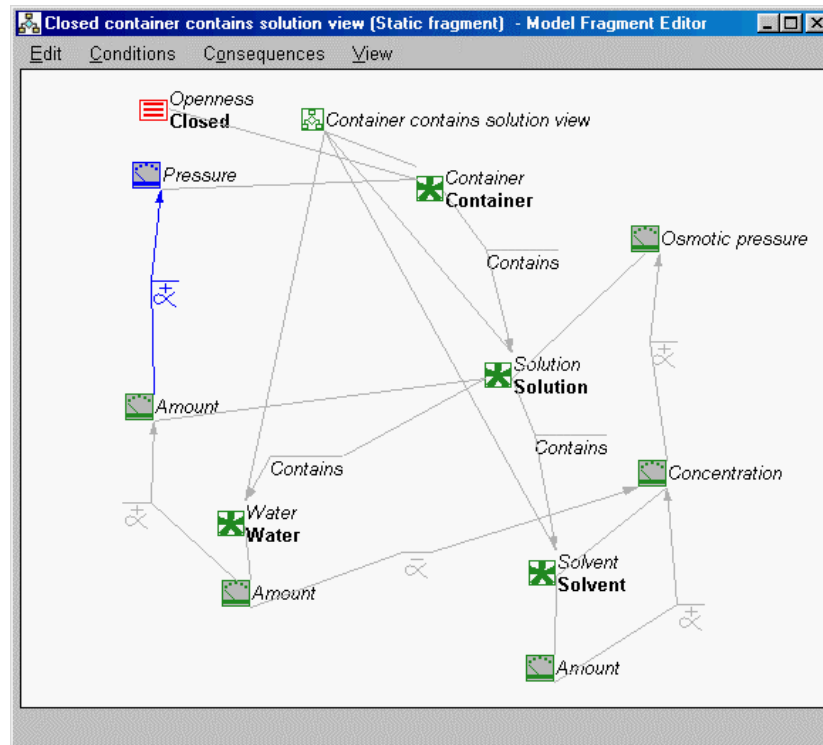 Closed container contains solution view (Static fragment) - Model Fragment Editor
Edit Conditions Consequences View
Openness
Closed
Container contains solution view
Pressure
Container
Container
Osmotic pressure
Contains
α+
α+
Solution
Solution
Amount
Contains
Contains
Concentration
Water
Water
α+
α-
Solvent
Solvent
Amount
α+
Amount